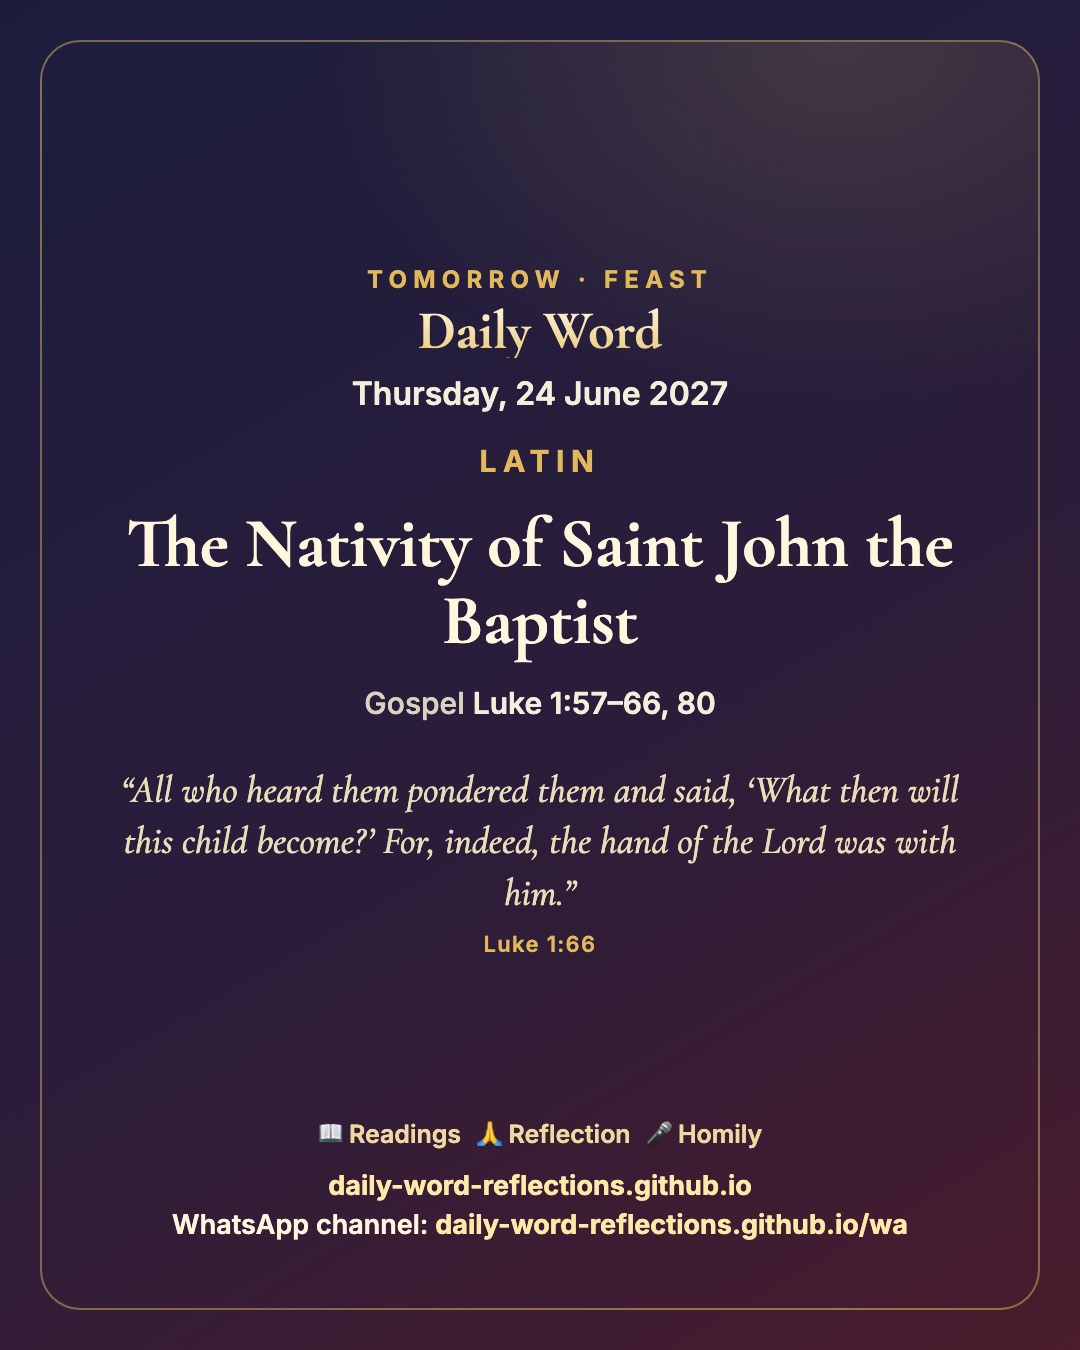 TOMORROW · FEAST
Daily Word
Thursday, 24 June 2027
LATIN
The Nativity of Saint John the
Baptist
Gospel Luke 1:57–66, 80
“All who heard them pondered them and said, ‘What then will
this child become?’ For, indeed, the hand of the Lord was with
him.”
Luke 1:66
📖 Readings 🙏 Reflection 🎤 Homily
daily-word-reflections.github.io
WhatsApp channel: daily-word-reflections.github.io/wa